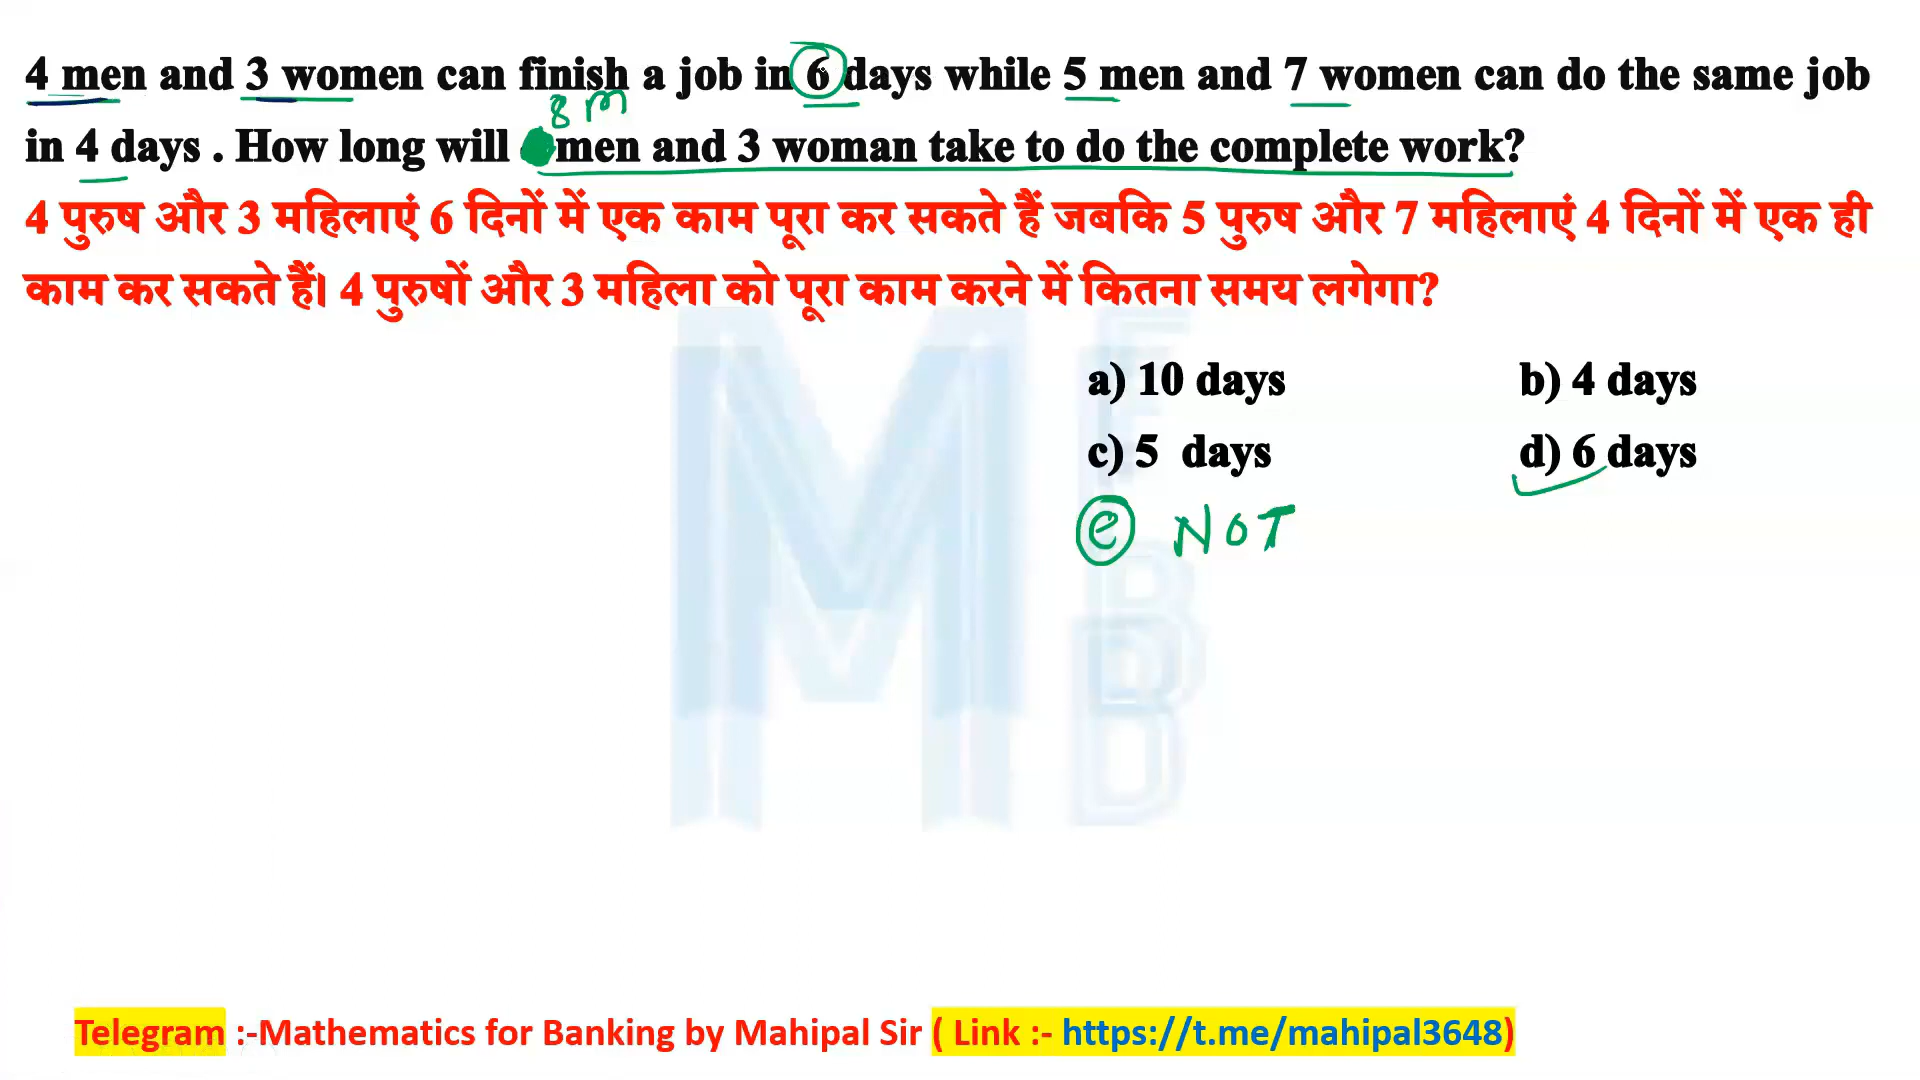 4 men and 3 women can finish a job in 6 days while 5 men and 7 women can do the same job
8 m
in 4 days . How long will men and 3 woman take to do the complete work?
4 पुरुष और 3 महिलाएं 6 दिनों में एक काम पूरा कर सकते हैं जबकि 5 पुरुष और 7 महिलाएं 4 दिनों में एक ही
काम कर सकते हैं। 4 पुरुषों और 3 महिला को पूरा काम करने में कितना समय लगेगा?
a) 10 days b) 4 days
c) 5 days d) 6 days
e NOT
MFB
Telegram :-Mathematics for Banking by Mahipal Sir ( Link :- https://t.me/mahipal3648)